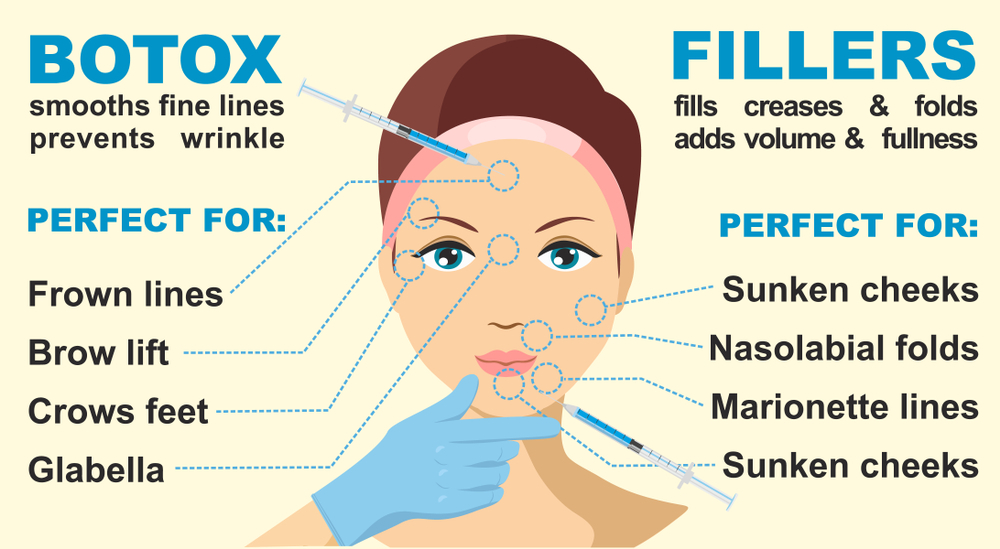 BOTOX
smooths fine lines
prevents wrinkle
PERFECT FOR:
Frown lines
Brow lift
Crows feet
Glabella
FILLERS
fills creases & folds
adds volume & fullness
PERFECT FOR:
Sunken cheeks
Nasolabial folds
Marionette lines
Sunken cheeks